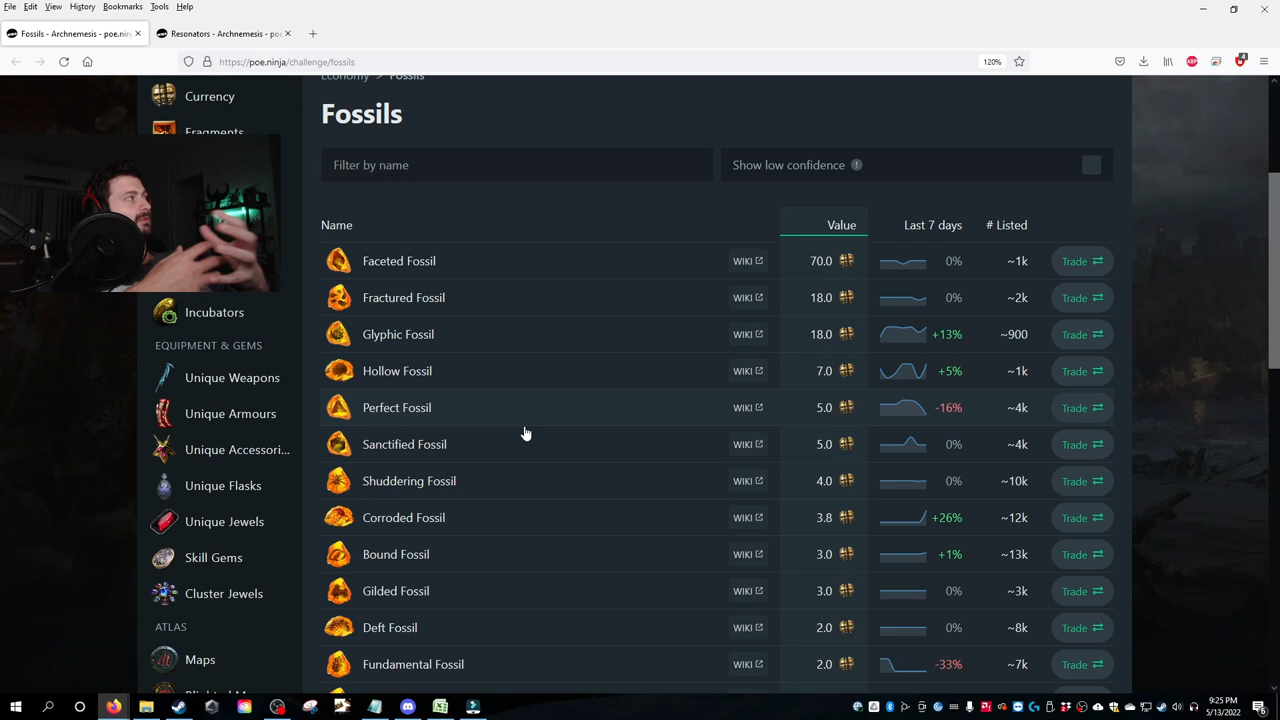 File Edit View History Bookmarks Tools Help
Fossils - Archnemesis - poe.nin
Resonators - Archnemesis - poe
https://poe.ninja/challenge/fossils
120%
ABP
4
Economy > Fossils
Currency
Fragments
Incubators
EQUIPMENT & GEMS
Unique Weapons
Unique Armours
Unique Accessori...
Unique Flasks
Unique Jewels
Skill Gems
Cluster Jewels
ATLAS
Maps
Fossils
Filter by name
Show low confidence
Name Value Last 7 days # Listed
Faceted Fossil WIKI 70.0 0% ~1k Trade
Fractured Fossil WIKI 18.0 0% ~2k Trade
Glyphic Fossil WIKI 18.0 +13% ~900 Trade
Hollow Fossil WIKI 7.0 +5% ~1k Trade
Perfect Fossil WIKI 5.0 -16% ~4k Trade
Sanctified Fossil WIKI 5.0 0% ~4k Trade
Shuddering Fossil WIKI 4.0 0% ~10k Trade
Corroded Fossil WIKI 3.8 +26% ~12k Trade
Bound Fossil WIKI 3.0 +1% ~13k Trade
Gilded Fossil WIKI 3.0 0% ~3k Trade
Deft Fossil WIKI 2.0 0% ~8k Trade
Fundamental Fossil WIKI 2.0 -33% ~7k Trade
9:25 PM
5/13/2022